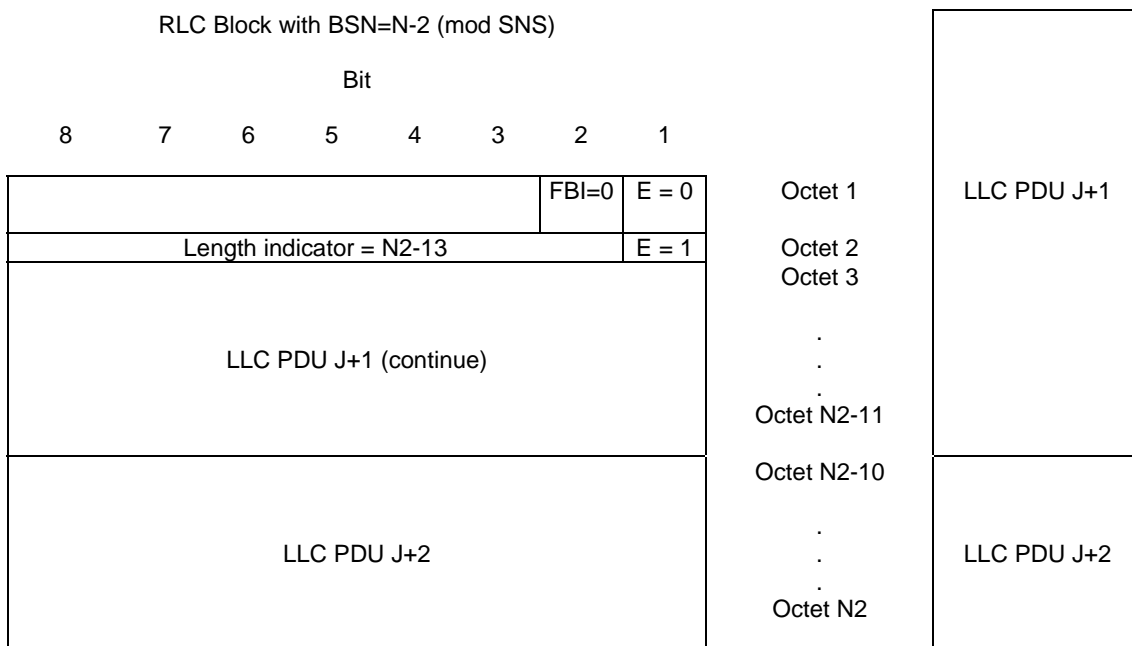 RLC Block with BSN=N-2 (mod SNS)
Bit
8 7 6 5 4 3 2 1
FBI=0 E = 0 Octet 1 LLC PDU J+1
Length indicator = N2-13 E = 1 Octet 2
Octet 3
.
LLC PDU J+1 (continue) .
.
Octet N2-11
Octet N2-10
.
LLC PDU J+2 . LLC PDU J+2
.
Octet N2